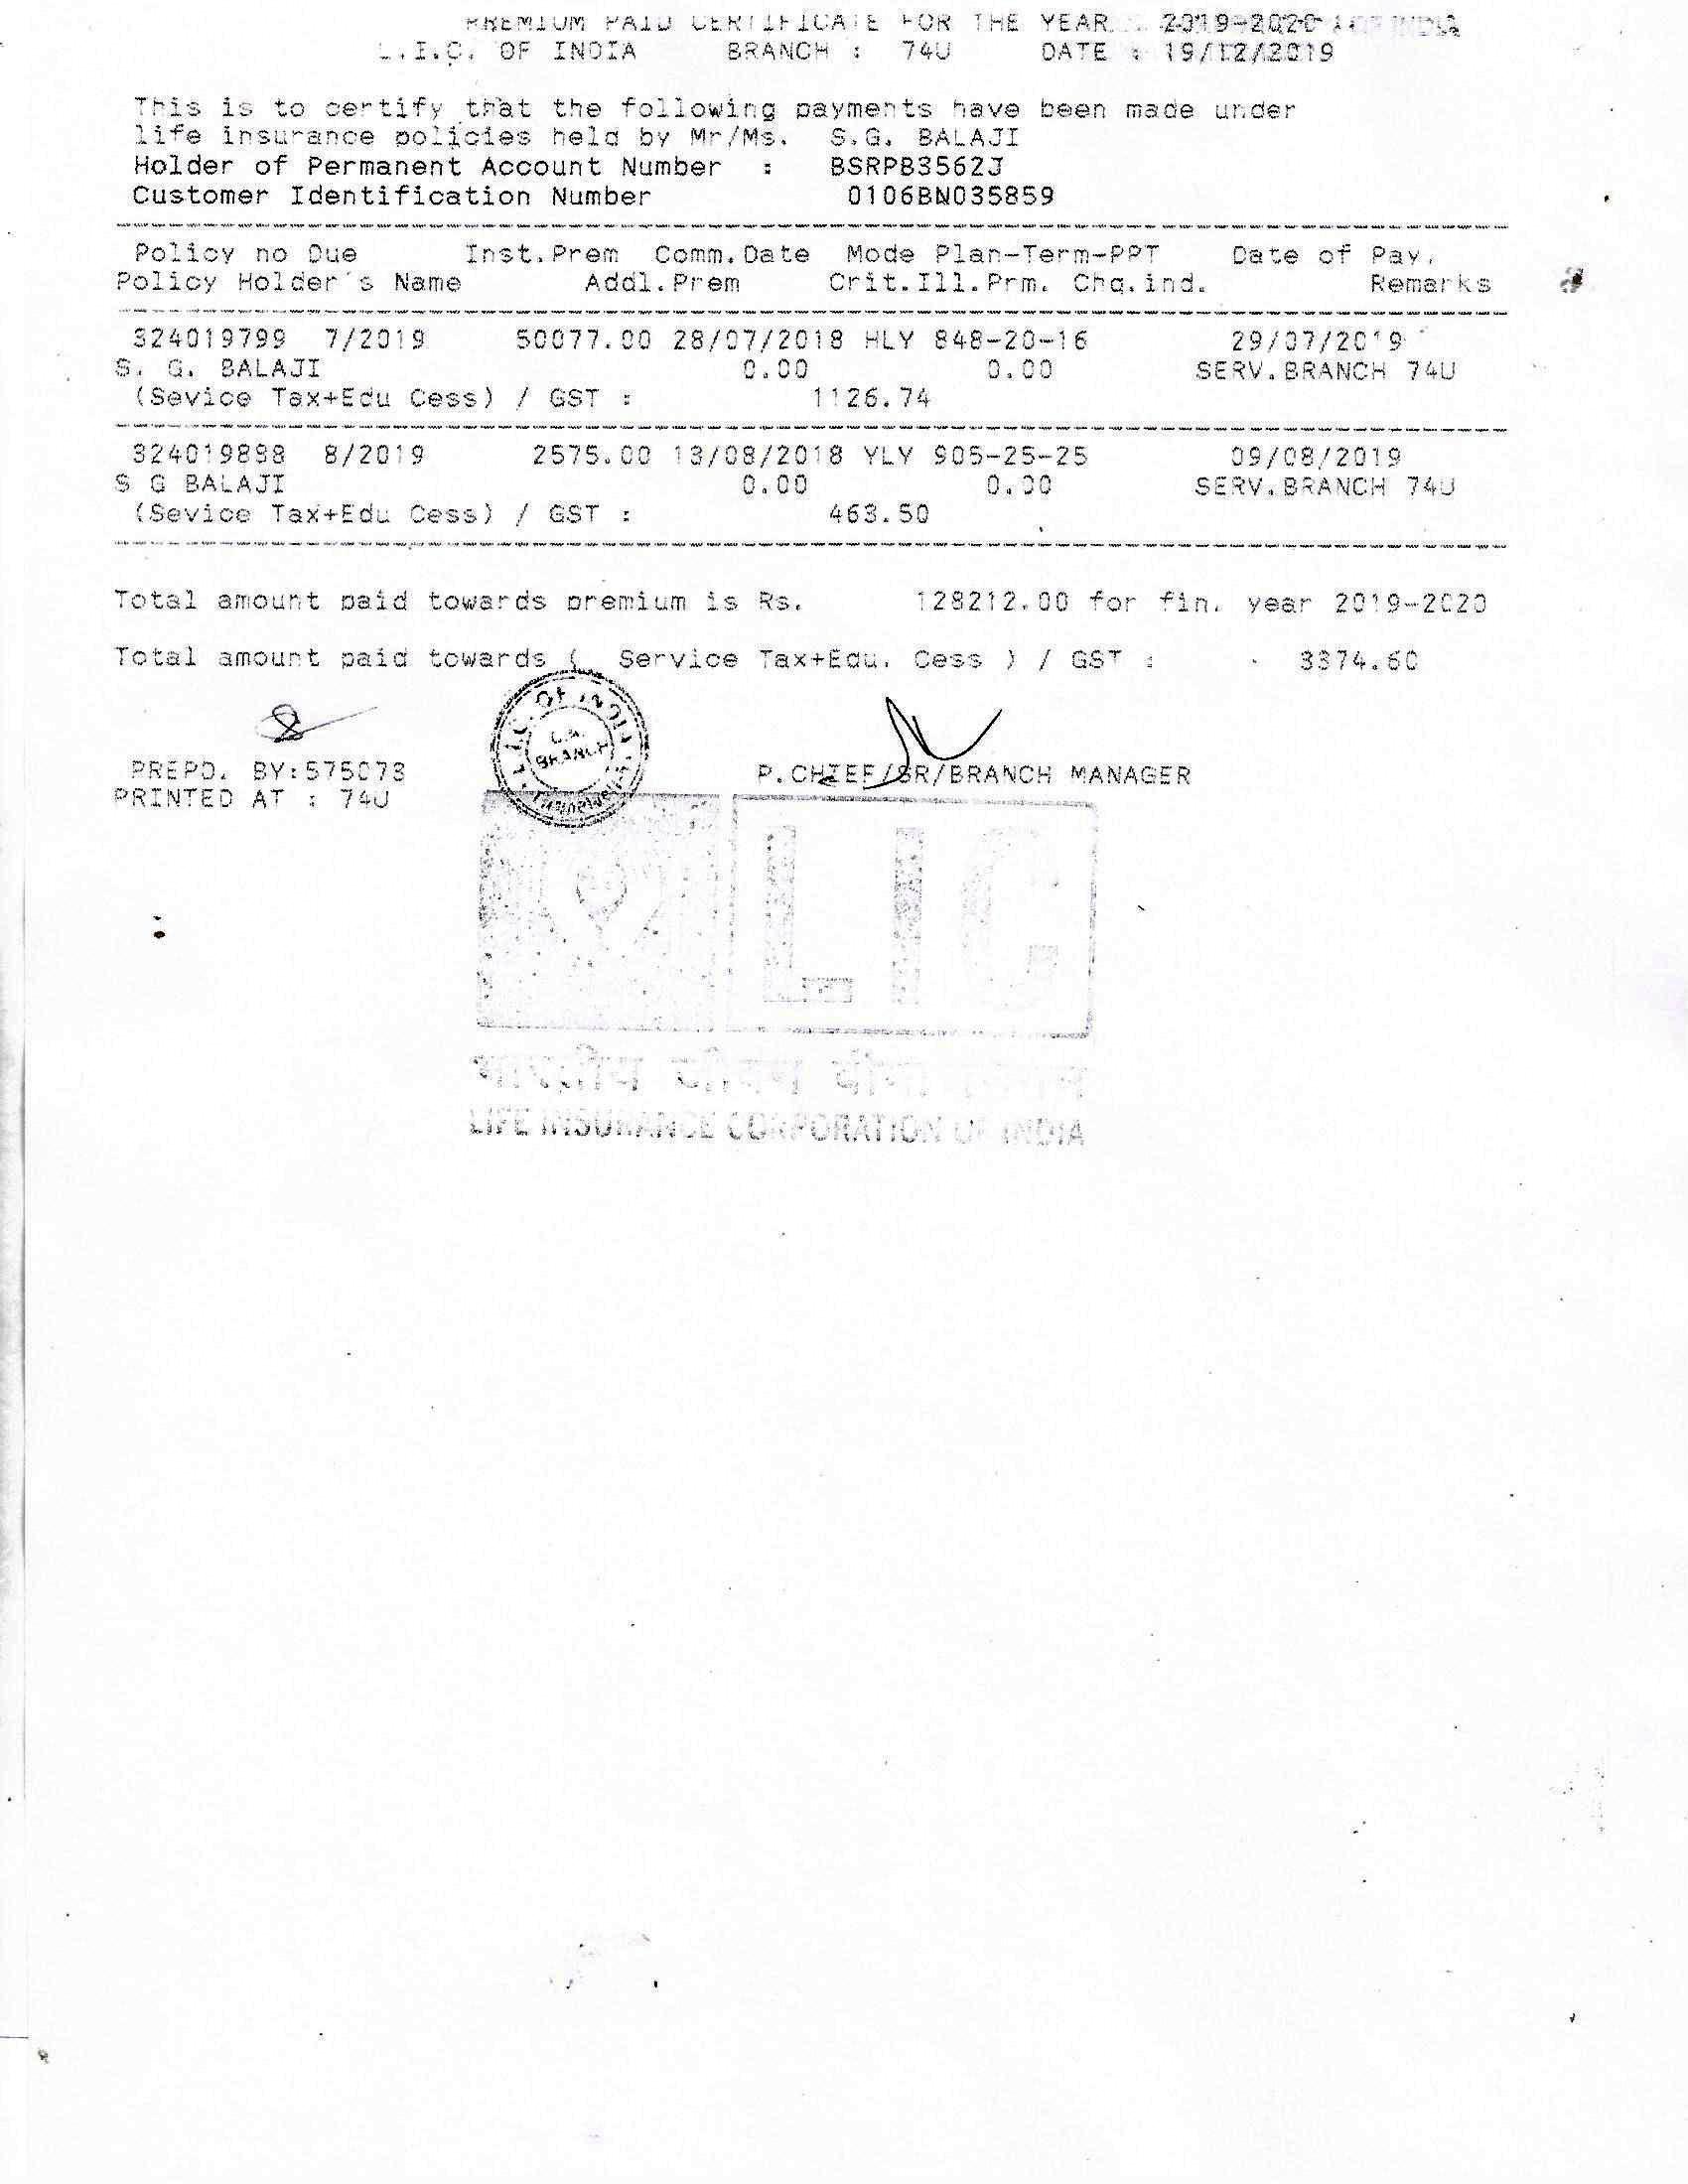 PREMIUM PAID CERTIFICATE FOR THE YEAR 2019-2020
L.I.C. OF INDIA BRANCH : 74U DATE : 19/12/2019
This is to certify that the following payments have been made under
life insurance policies held by Mr/Ms. S.G. BALAJI
Holder of Permanent Account Number : BSRPB3562J
Customer Identification Number 0106BN035859
Policy no Due Inst.Prem Comm.Date Mode Plan-Term-PPT Date of Pay.
Policy Holder's Name Addl.Prem Crit.Ill.Prm. Chg.ind. Remarks
324019799 7/2019 50077.00 28/07/2018 HLY 848-20-16 29/07/2019
S. G. BALAJI 0.00 0.00 SERV.BRANCH 74U
(Sevice Tax+Edu Cess) / GST : 1126.74
324019898 8/2019 2575.00 13/08/2018 YLY 905-25-25 09/08/2019
S G BALAJI 0.00 0.00 SERV.BRANCH 74U
(Sevice Tax+Edu Cess) / GST : 463.50
Total amount paid towards premium is Rs. 128212.00 for fin. year 2019-2020
Total amount paid towards ( Service Tax+Edu. Cess ) / GST : 3374.60
L.I.C. OF INDIA
BRANCH
PREPD. BY:575073 P.CHIEF/SR/BRANCH MANAGER
PRINTED AT : 74U
LIC
LIFE INSURANCE CORPORATION OF INDIA